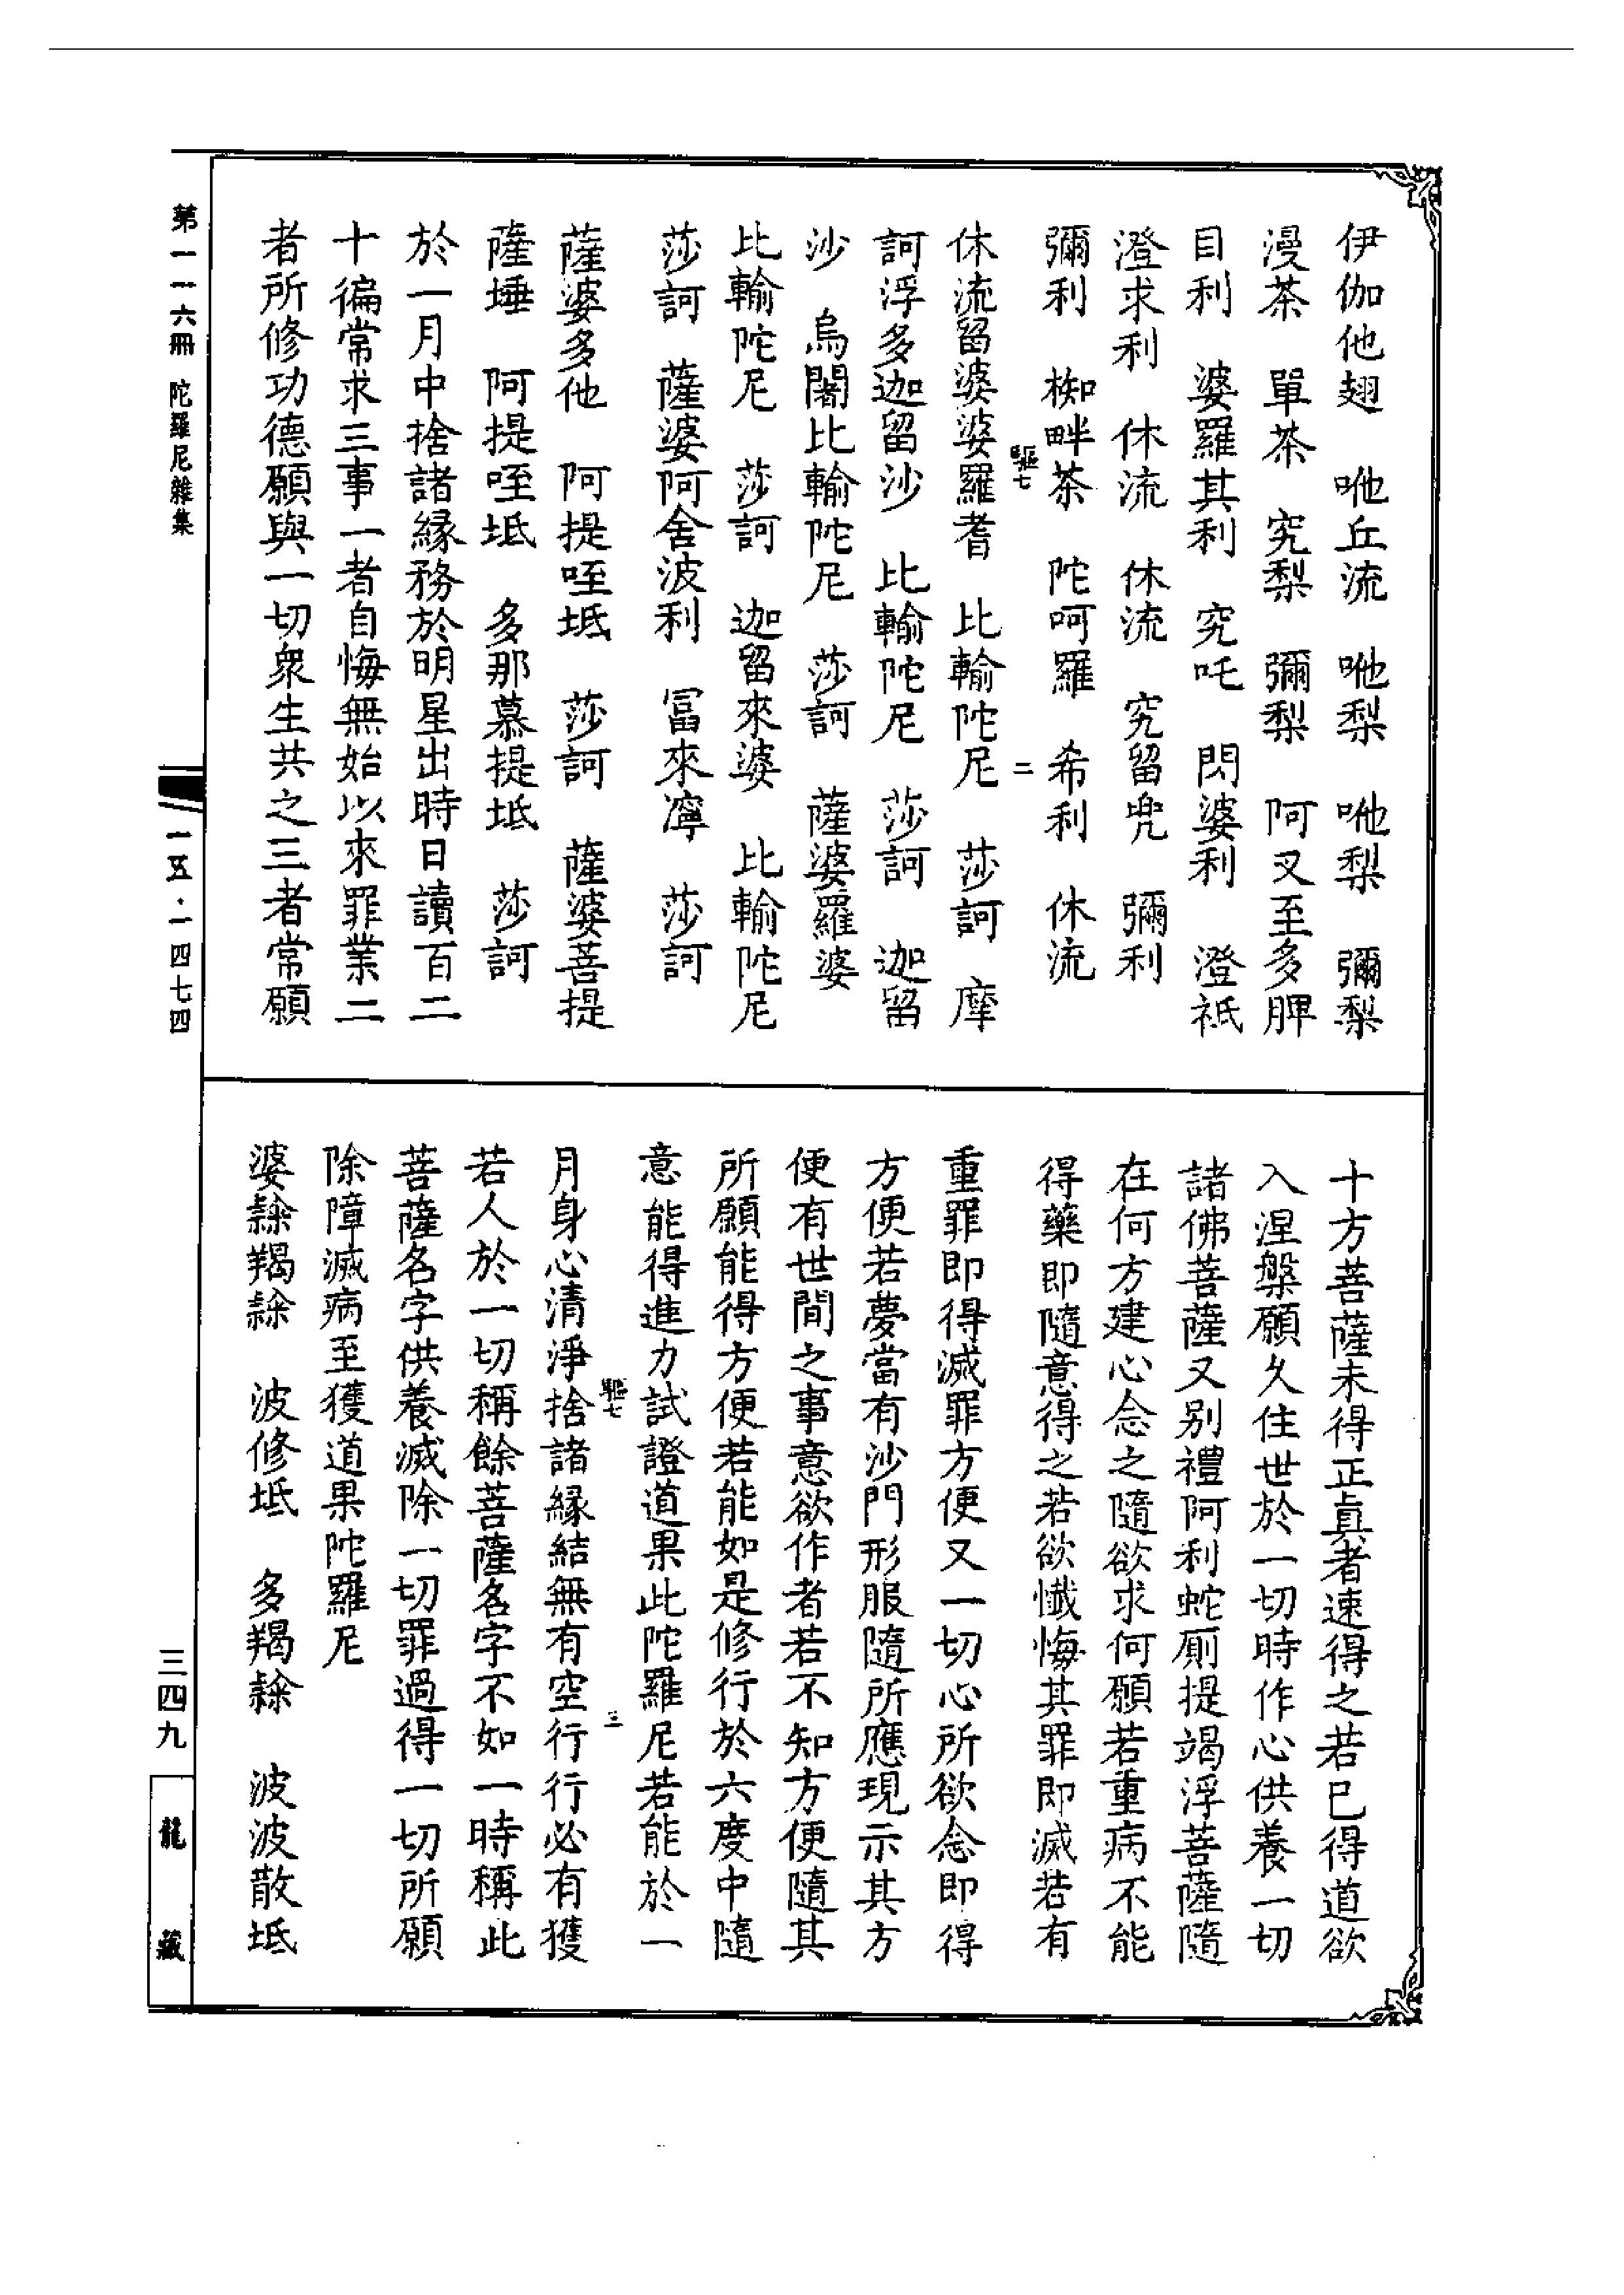 伊伽他翅　吔丘流　吔梨　吔梨　彌梨
漫茶　單茶　究梨　彌梨　阿叉至多脾
目利　婆羅其利　究吒　閃婆利　澄祇
澄求利　休流　休流　究留兜　彌利
彌利　椥畔茶　陀呵羅　希利　休流
驅七　二
休流留婆婆羅耆　比輸陀尼　莎訶　摩
訶浮多迦留沙　比輸陀尼　莎訶　迦留
沙　烏闍比輸陀尼　莎訶　薩婆羅婆
比輸陀尼　莎訶　迦留來婆　比輸陀尼
莎訶　薩婆阿舍波利　冨來凈　莎訶
薩婆多他　阿提咥坻　莎訶　薩婆菩提
薩埵　阿提咥坻　多那慕提坻　莎訶
於一月中捨諸緣務於明星出時日讀百二
十徧常求三事一者自悔無始以來罪業二
者所修功德願與一切衆生共之三者常願
十方菩薩未得正眞者速得之若已得道欲
入涅槃願久住世於一切時作心供養一切
諸佛菩薩又別禮阿利蛇厠提竭浮菩薩隨
在何方建心念之隨欲求何願若重病不能
得藥即隨意得之若欲懺悔其罪即滅若有
重罪即得滅罪方便又一切心所欲念即得
方便若夢當有沙門形服隨所應現示其方
便有世間之事意欲作者若不知方便隨其
所願能得方便若能如是修行於六度中隨
意能得進力試證道果此陀羅尼若能於一
驅七　三
月身心清淨捨諸緣結無有空行行必有獲
若人於一切稱餘菩薩名字不如一時稱此
菩薩名字供養滅除一切罪過得一切所願
除障滅病至獲道果陀羅尼
婆𩐁羯𩐁　波修坻　多羯𩐁　波波散坻
第一一六冊　陀羅尼雜集
一五·一四七四
三四九
龍藏